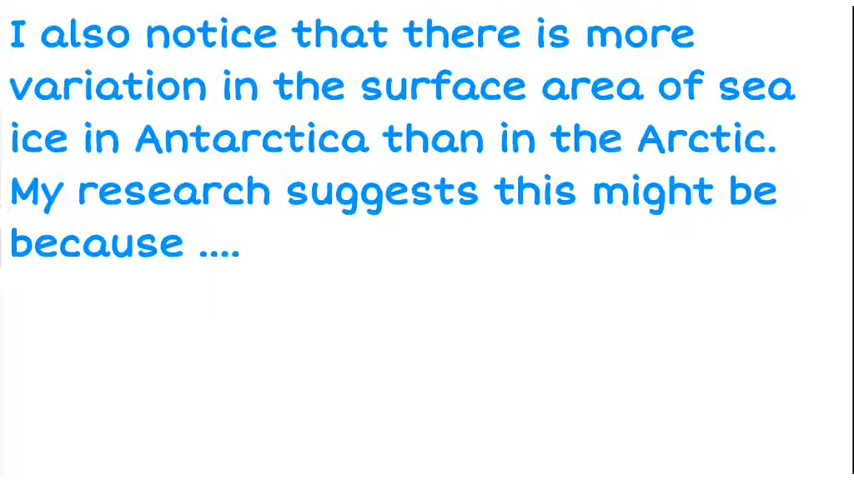 I also notice that there is more
variation in the surface area of sea
ice in Antarctica than in the Arctic.
My research suggests this might be
because ....